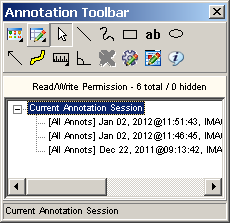 Annotation Toolbar
ab
Read/Write Permission - 6 total / 0 hidden
Current Annotation Session
[All Annots] Jan 02, 2012@11:51:43, IMA
[All Annots] Jan 02, 2012@11:46:45, IMA
[All Annots] Dec 22, 2011@09:13:42, IMA
Current Annotation Session